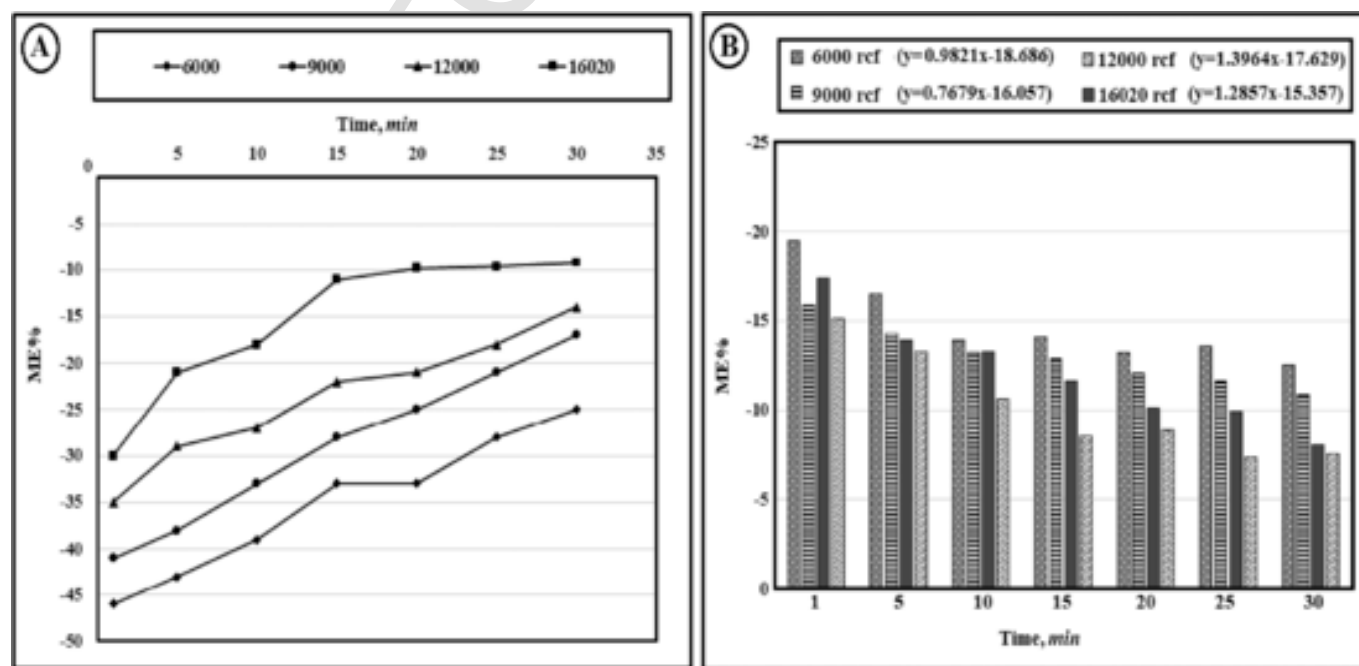 A
6000 9000 12000 16020
Time, min
0 5 10 15 20 25 30 35
-5
-10
-15
-20
-25
-30
-35
-40
-45
-50
ME%
B
6000 rcf (y=0.9821x-18.686) 12000 rcf (y=1.3964x-17.629)
9000 rcf (y=0.7679x-16.057) 16020 rcf (y=1.2857x-15.357)
-25
-20
-15
-10
-5
0
ME%
1 5 10 15 20 25 30
Time, min